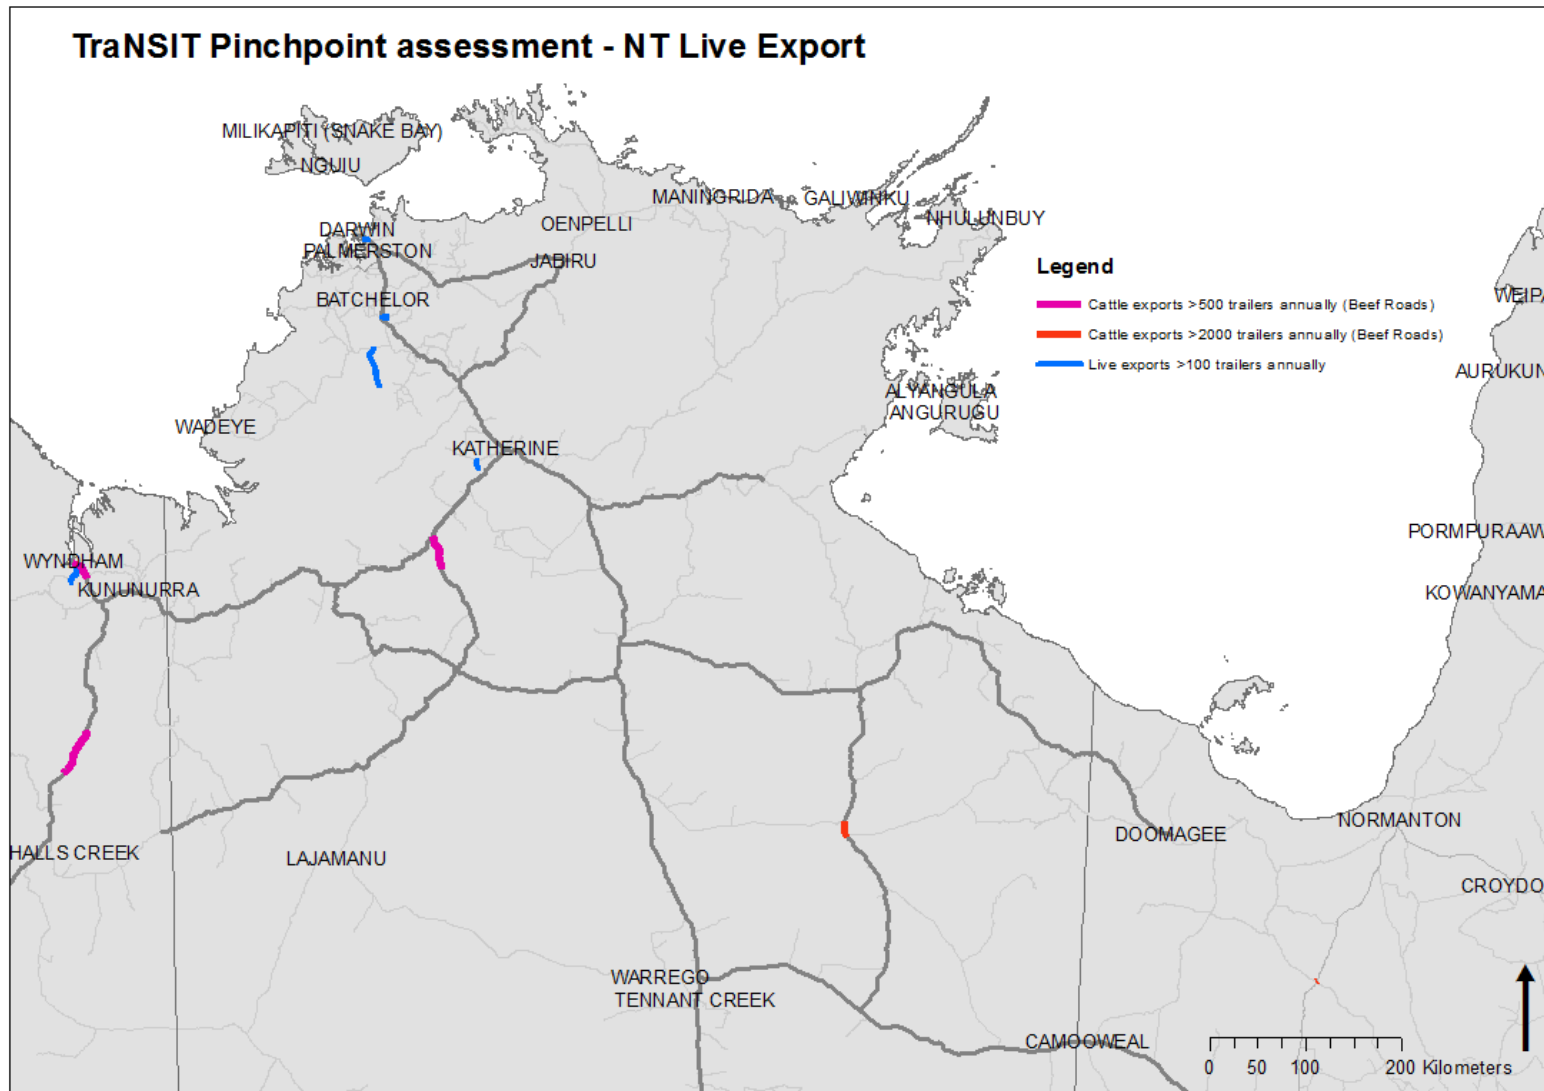 TraNSIT Pinchpoint assessment - NT Live Export
MILIKAPITI (SNAKE BAY)
NGUIU
MANINGRIDA
GALIWINKU
NHULUNBUY
OENPELLI
DARWIN
PALMERSTON
JABIRU
BATCHELOR
Legend
Cattle exports >500 trailers annually (Beef Roads)
Cattle exports >2000 trailers annually (Beef Roads)
Live exports >100 trailers annually
WEIPA
AURUKUN
ALYANGULA
ANGURUGU
WADEYE
KATHERINE
PORMPURAAW
WYNDHAM
KUNUNURRA
KOWANYAMA
NORMANTON
DOOMAGEE
HALLS CREEK
LAJAMANU
CROYDO
WARREGO
TENNANT CREEK
CAMOOWEAL
0 50 100 200 Kilometers